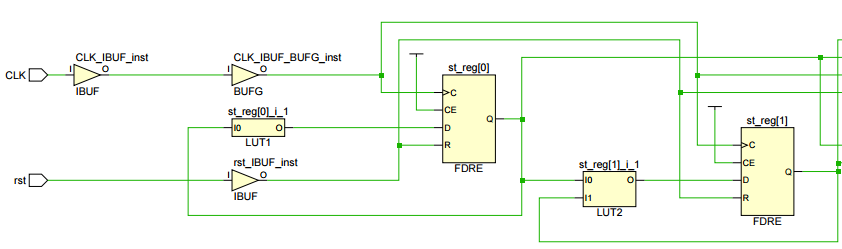 CLK
CLK_IBUF_inst
I
O
IBUF
CLK_IBUF_BUFG_inst
I
O
BUFG
st_reg[0]_i_1
I0
O
LUT1
rst
rst_IBUF_inst
I
O
IBUF
st_reg[0]
C
CE
D
R
Q
FDRE
st_reg[1]_i_1
I0
I1
O
LUT2
st_reg[1]
C
CE
D
R
Q
FDRE